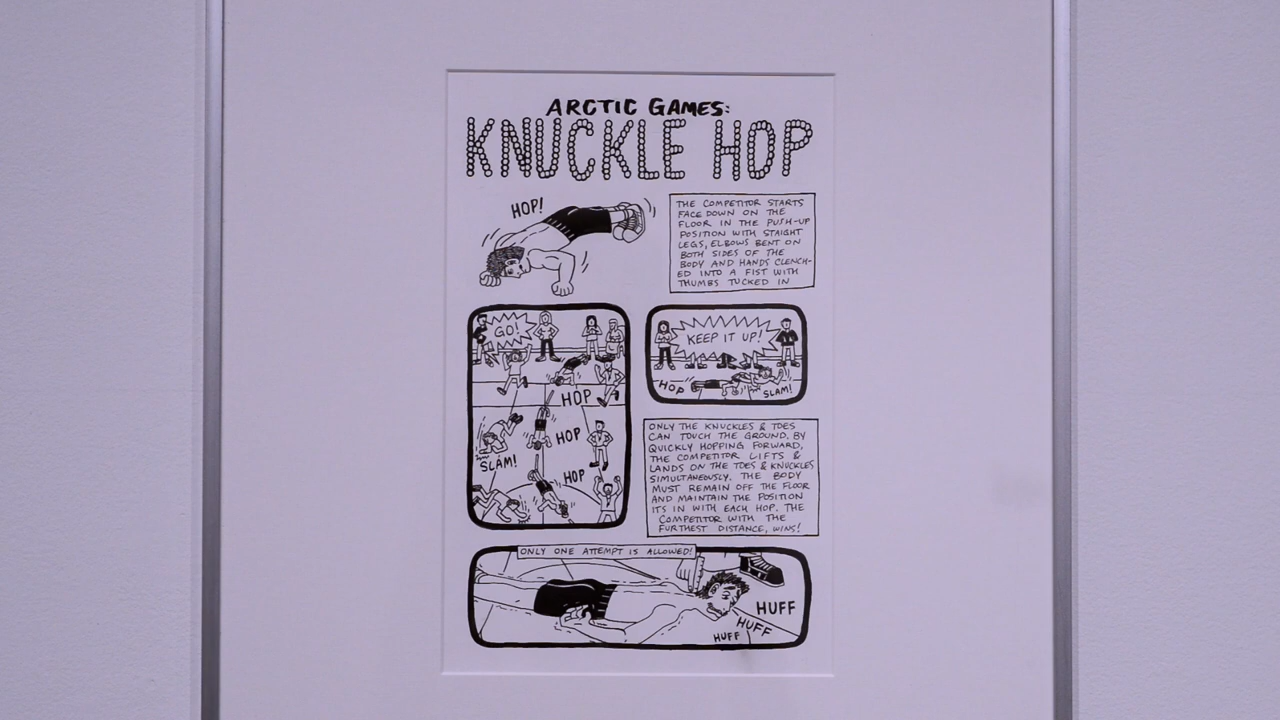 ARCTIC GAMES:
KNUCKLE HOP
HOP!
THE COMPETITOR STARTS
FACE DOWN ON THE
FLOOR IN THE PUSH-UP
POSITION WITH STAIGHT
LEGS, ELBOWS BENT ON
BOTH SIDES OF THE
BODY AND HANDS CLENCH-
ED INTO A FIST WITH
THUMBS TUCKED IN
GO!
HOP
HOP
SLAM!
HOP
KEEP IT UP!
HOP
SLAM!
ONLY THE KNUCKLES & TOES
CAN TOUCH THE GROUND. BY
QUICKLY HOPPING FORWARD,
THE COMPETITOR LIFTS &
LANDS ON THE TOES & KNUCKLES
SIMULTANEOUSLY. THE BODY
MUST REMAIN OFF THE FLOOR
AND MAINTAIN THE POSITION
ITS IN WITH EACH HOP. THE
COMPETITOR WITH THE
FURTHEST DISTANCE, WINS!
ONLY ONE ATTEMPT IS ALLOWED!
HUFF
HUFF
HUFF